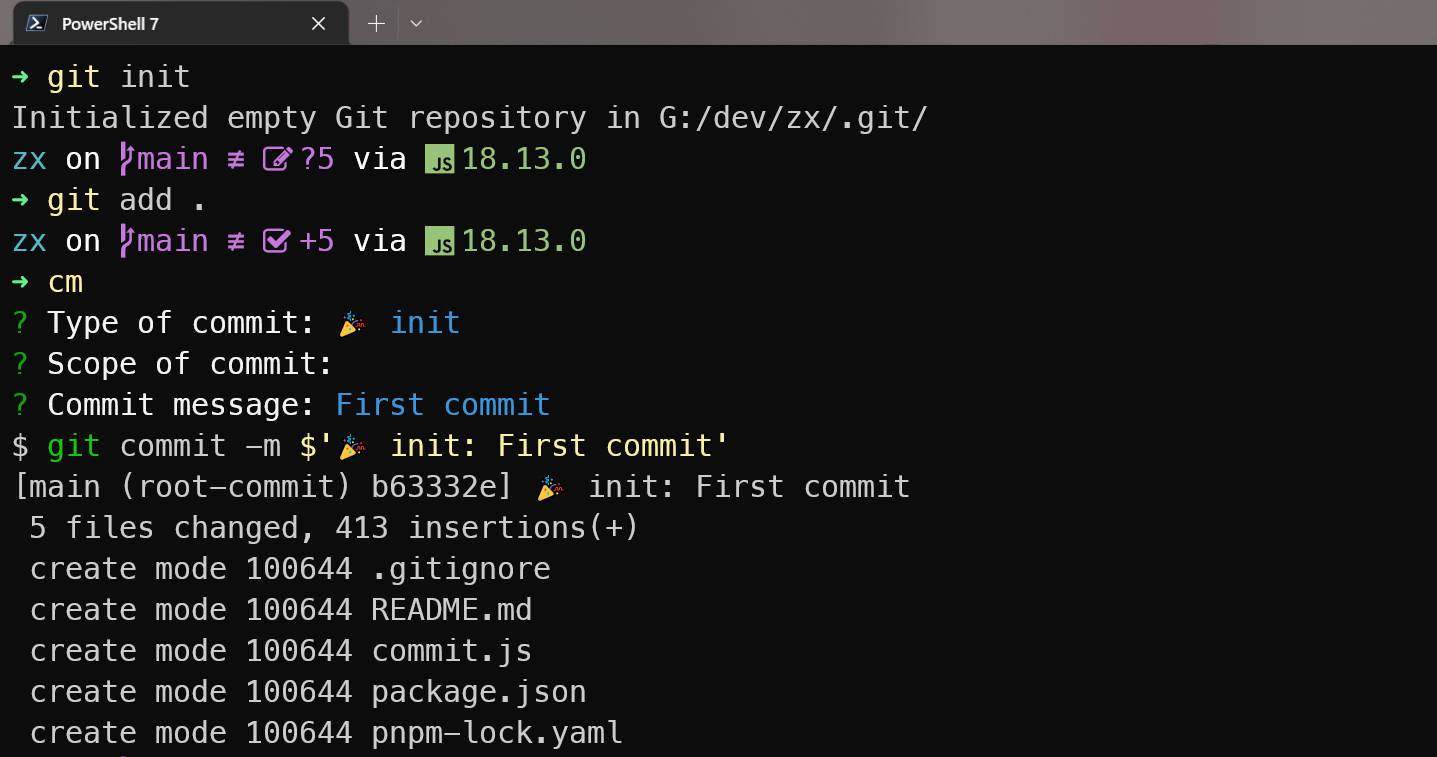 PowerShell 7
➜ git init
Initialized empty Git repository in G:/dev/zx/.git/
zx on main ≢ ?5 via JS 18.13.0
➜ git add .
zx on main ≢ +5 via JS 18.13.0
➜ cm
? Type of commit: 🎉 init
? Scope of commit:
? Commit message: First commit
$ git commit -m $'🎉 init: First commit'
[main (root-commit) b63332e] 🎉 init: First commit
5 files changed, 413 insertions(+)
create mode 100644 .gitignore
create mode 100644 README.md
create mode 100644 commit.js
create mode 100644 package.json
create mode 100644 pnpm-lock.yaml